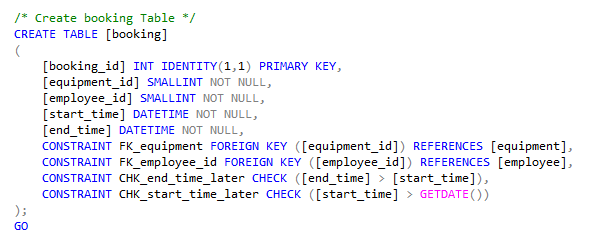 /* Create booking Table */
CREATE TABLE [booking]
(
    [booking_id] INT IDENTITY(1,1) PRIMARY KEY,
    [equipment_id] SMALLINT NOT NULL,
    [employee_id] SMALLINT NOT NULL,
    [start_time] DATETIME NOT NULL,
    [end_time] DATETIME NOT NULL,
    CONSTRAINT FK_equipment FOREIGN KEY ([equipment_id]) REFERENCES [equipment],
    CONSTRAINT FK_employee_id FOREIGN KEY ([employee_id]) REFERENCES [employee],
    CONSTRAINT CHK_end_time_later CHECK ([end_time] > [start_time]),
    CONSTRAINT CHK_start_time_later CHECK ([start_time] > GETDATE())
);
GO